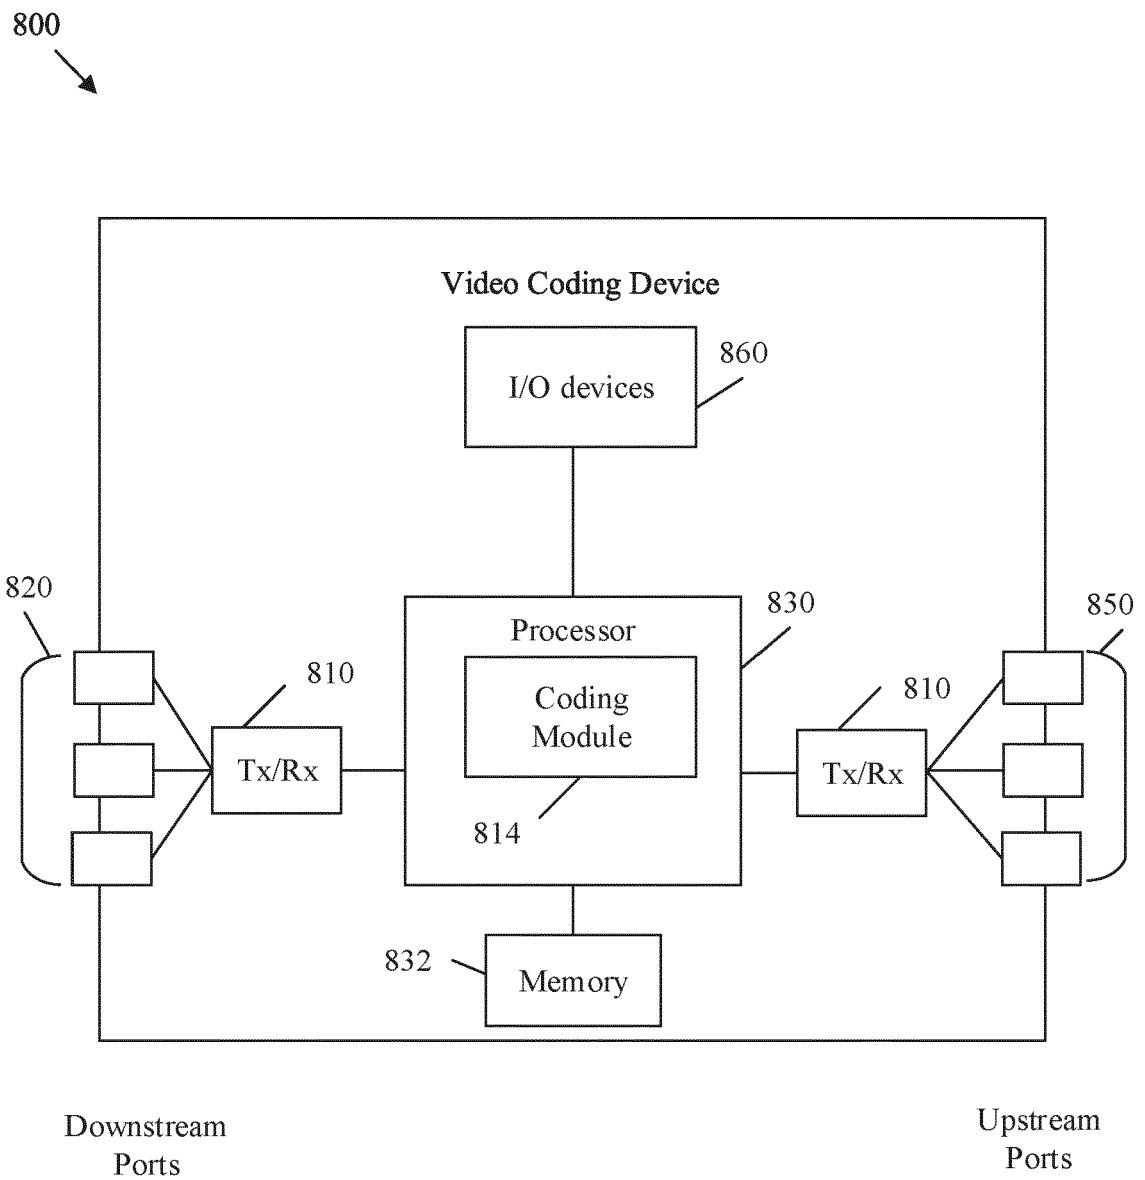 800
Video Coding Device
I/O devices
860
820
830
850
Processor
810
810
Coding
Module
Tx/Rx
Tx/Rx
814
832
Memory
Downstream
Ports
Upstream
Ports